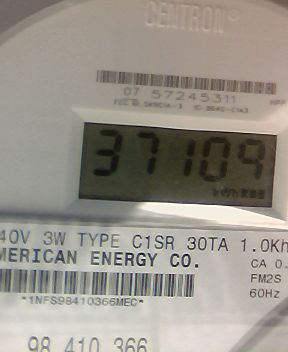 CENTRON®
07 57245311
37109
kWh
40V 3W TYPE C1SR 30TA 1.0Kh
MERICAN ENERGY CO.
CA 0.
FM2S
60Hz
*1NFS98410366MEC*
98 410 366